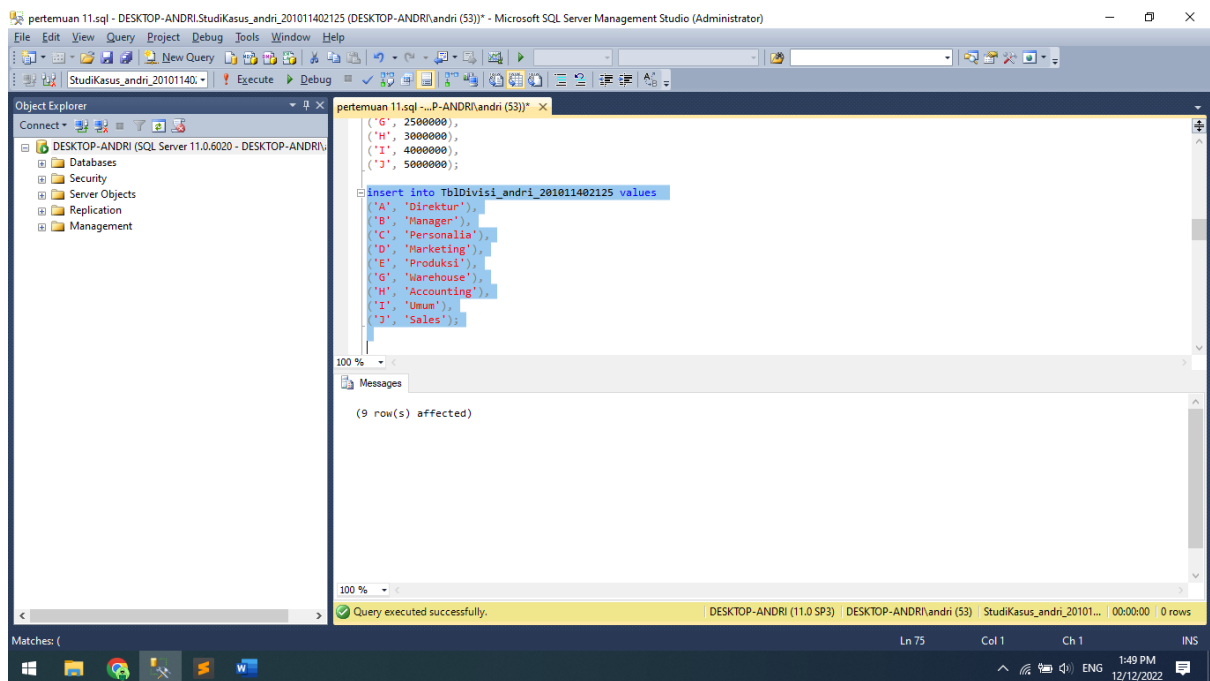 pertemuan 11.sql - DESKTOP-ANDRI.StudiKasus_andri_201011402125 (DESKTOP-ANDRI\andri (53))* - Microsoft SQL Server Management Studio (Administrator)
File Edit View Query Project Debug Tools Window Help
New Query
StudiKasus_andri_20101140: Execute Debug
Object Explorer
pertemuan 11.sql -...P-ANDRI\andri (53))*
Connect
DESKTOP-ANDRI (SQL Server 11.0.6020 - DESKTOP-ANDRI\
Databases
Security
Server Objects
Replication
Management
('G', 2500000),
('H', 3000000),
('I', 4000000),
('J', 5000000);
insert into TblDivisi_andri_201011402125 values
('A', 'Direktur'),
('B', 'Manager'),
('C', 'Personalia'),
('D', 'Marketing'),
('E', 'Produksi'),
('G', 'Warehouse'),
('H', 'Accounting'),
('I', 'Umum'),
('J', 'Sales');
100 %
Messages
(9 row(s) affected)
100 %
Query executed successfully. DESKTOP-ANDRI (11.0 SP3) DESKTOP-ANDRI\andri (53) StudiKasus_andri_20101... 00:00:00 0 rows
Matches: ( Ln 75 Col 1 Ch 1 INS
ENG 1:49 PM
12/12/2022